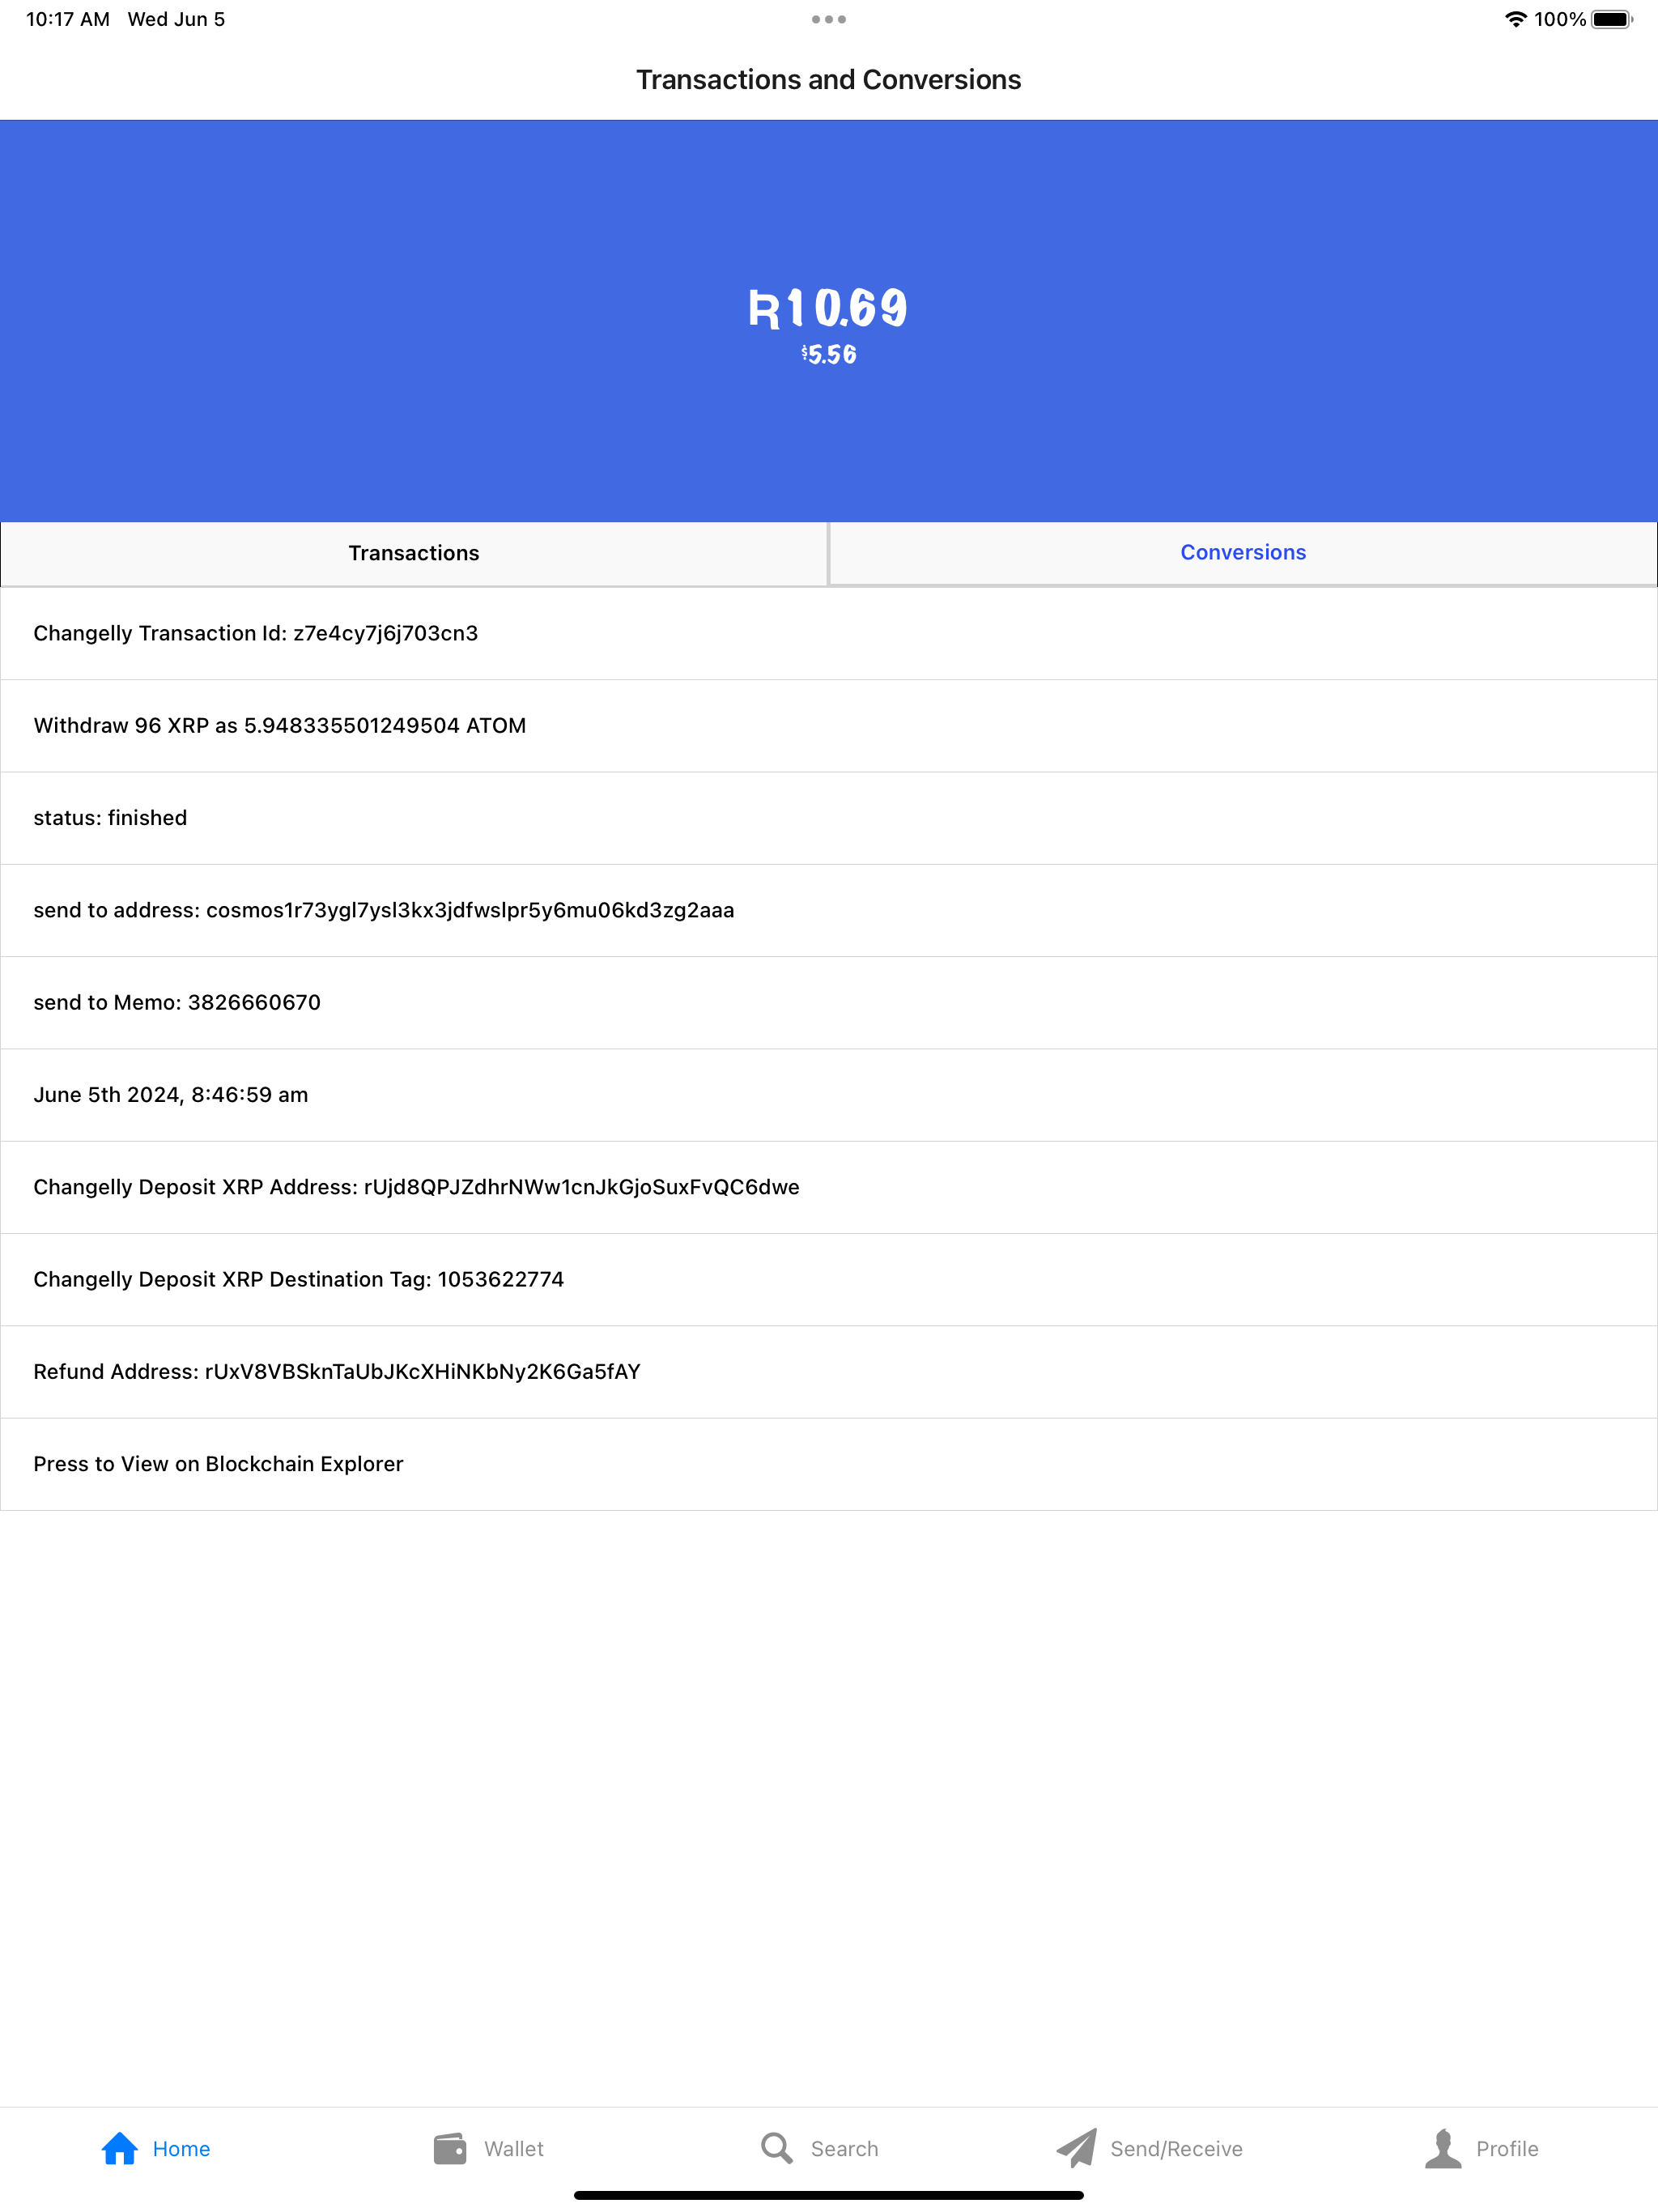 10:17 AM Wed Jun 5
100%
Transactions and Conversions
R10.69
$5.56
Transactions
Conversions
Changelly Transaction Id: z7e4cy7j6j703cn3
Withdraw 96 XRP as 5.948335501249504 ATOM
status: finished
send to address: cosmos1r73ygl7ysl3kx3jdfwslpr5y6mu06kd3zg2aaa
send to Memo: 3826660670
June 5th 2024, 8:46:59 am
Changelly Deposit XRP Address: rUjd8QPJZdhrNWw1cnJkGjoSuxFvQC6dwe
Changelly Deposit XRP Destination Tag: 1053622774
Refund Address: rUxV8VBSknTaUbJKcXHiNKbNy2K6Ga5fAY
Press to View on Blockchain Explorer
Home
Wallet
Search
Send/Receive
Profile